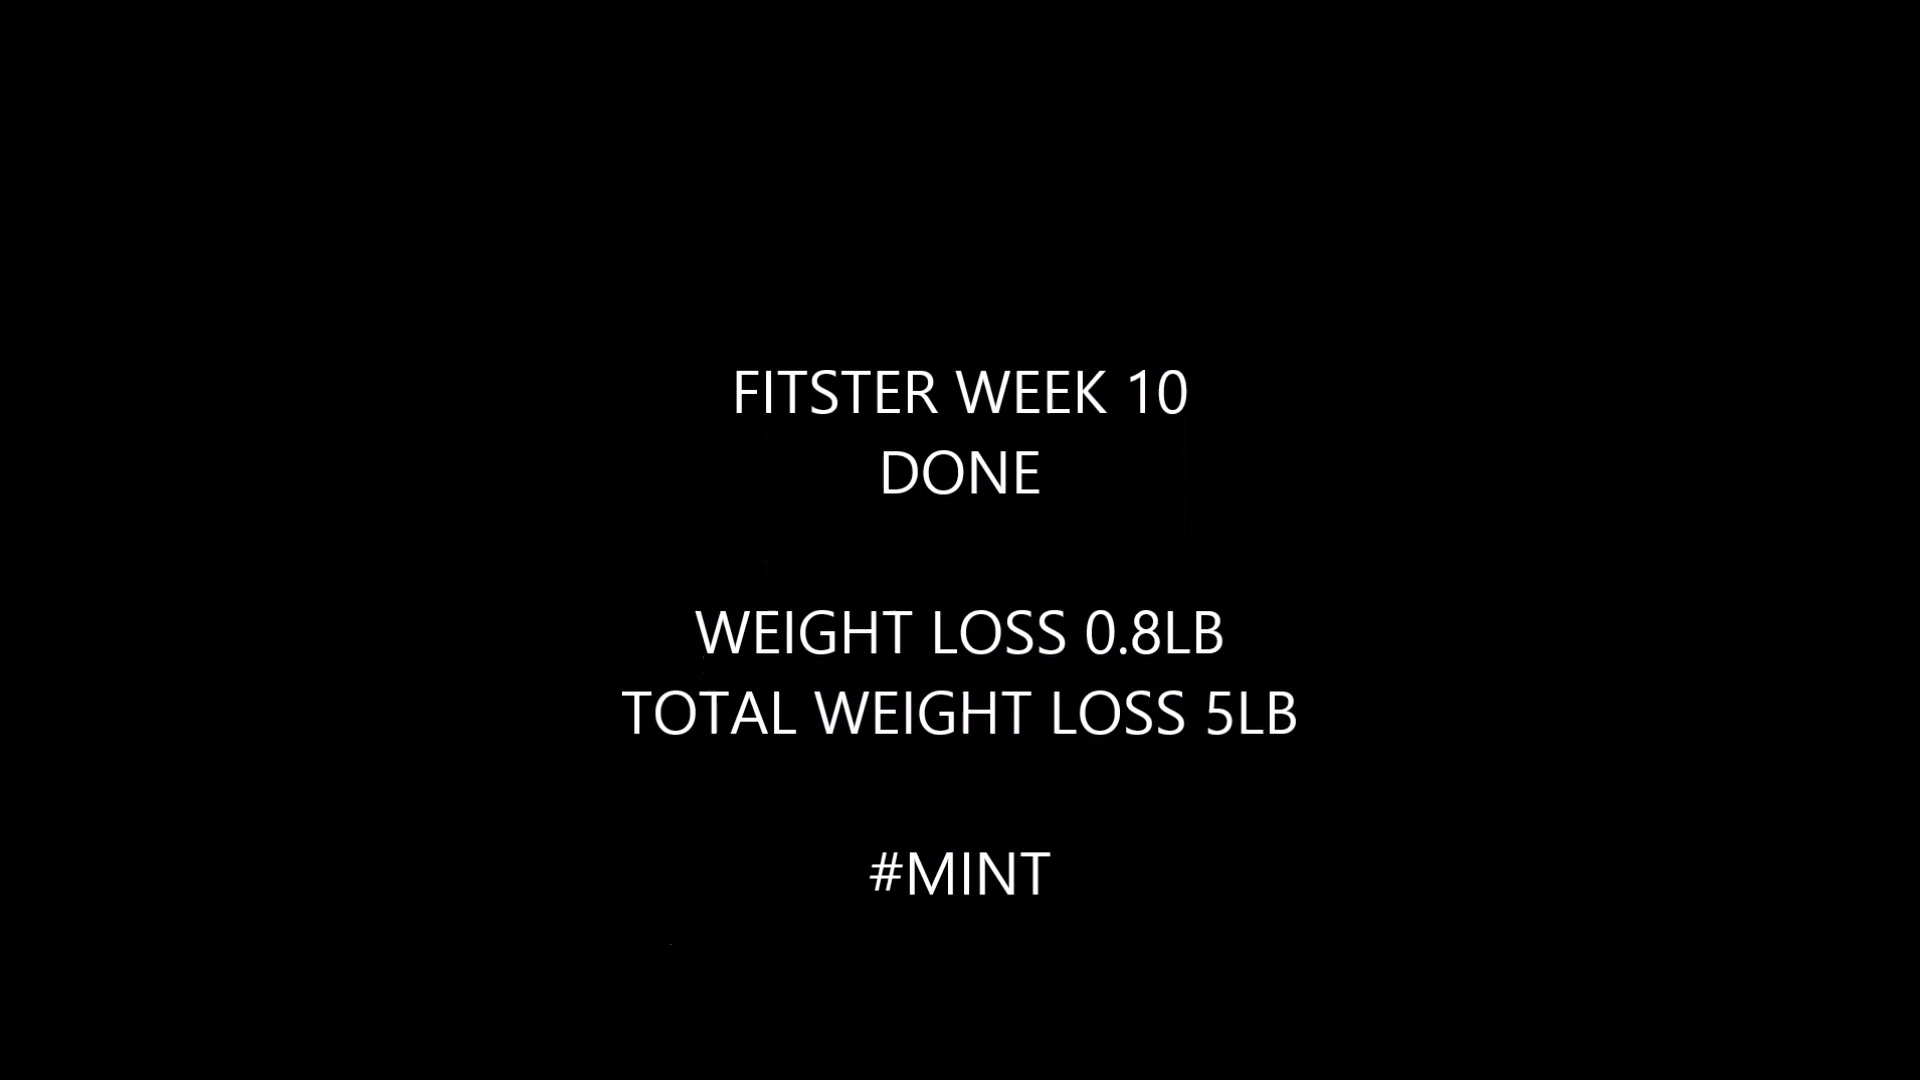 FITSTER WEEK 10
DONE
WEIGHT LOSS 0.8LB
TOTAL WEIGHT LOSS 5LB
#MINT